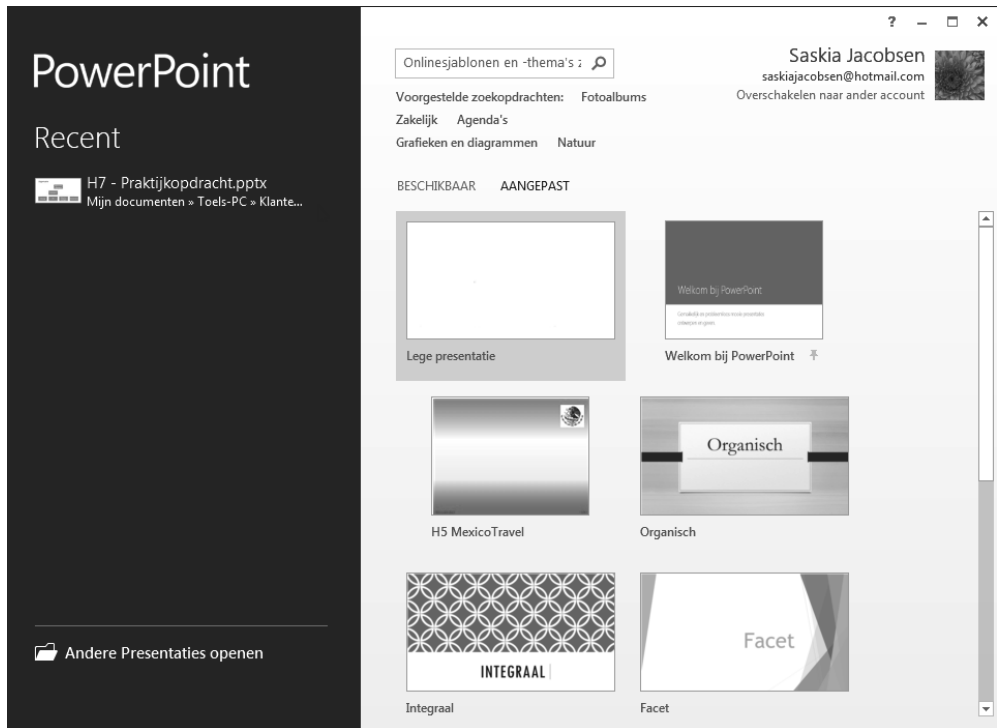 PowerPoint
Recent
H7 - Praktijkopdracht.pptx
Mijn documenten » Toels-PC » Klante...
Andere Presentaties openen
?
Onlinesjablonen en -thema's z
Saskia Jacobsen
saskiajacobsen@hotmail.com
Overschakelen naar ander account
Voorgestelde zoekopdrachten: Fotoalbums
Zakelijk Agenda's
Grafieken en diagrammen Natuur
BESCHIKBAAR AANGEPAST
Welkom bij PowerPoint
Lege presentatie
Welkom bij PowerPoint
Organisch
H5 MexicoTravel
Organisch
INTEGRAAL
Facet
Integraal
Facet